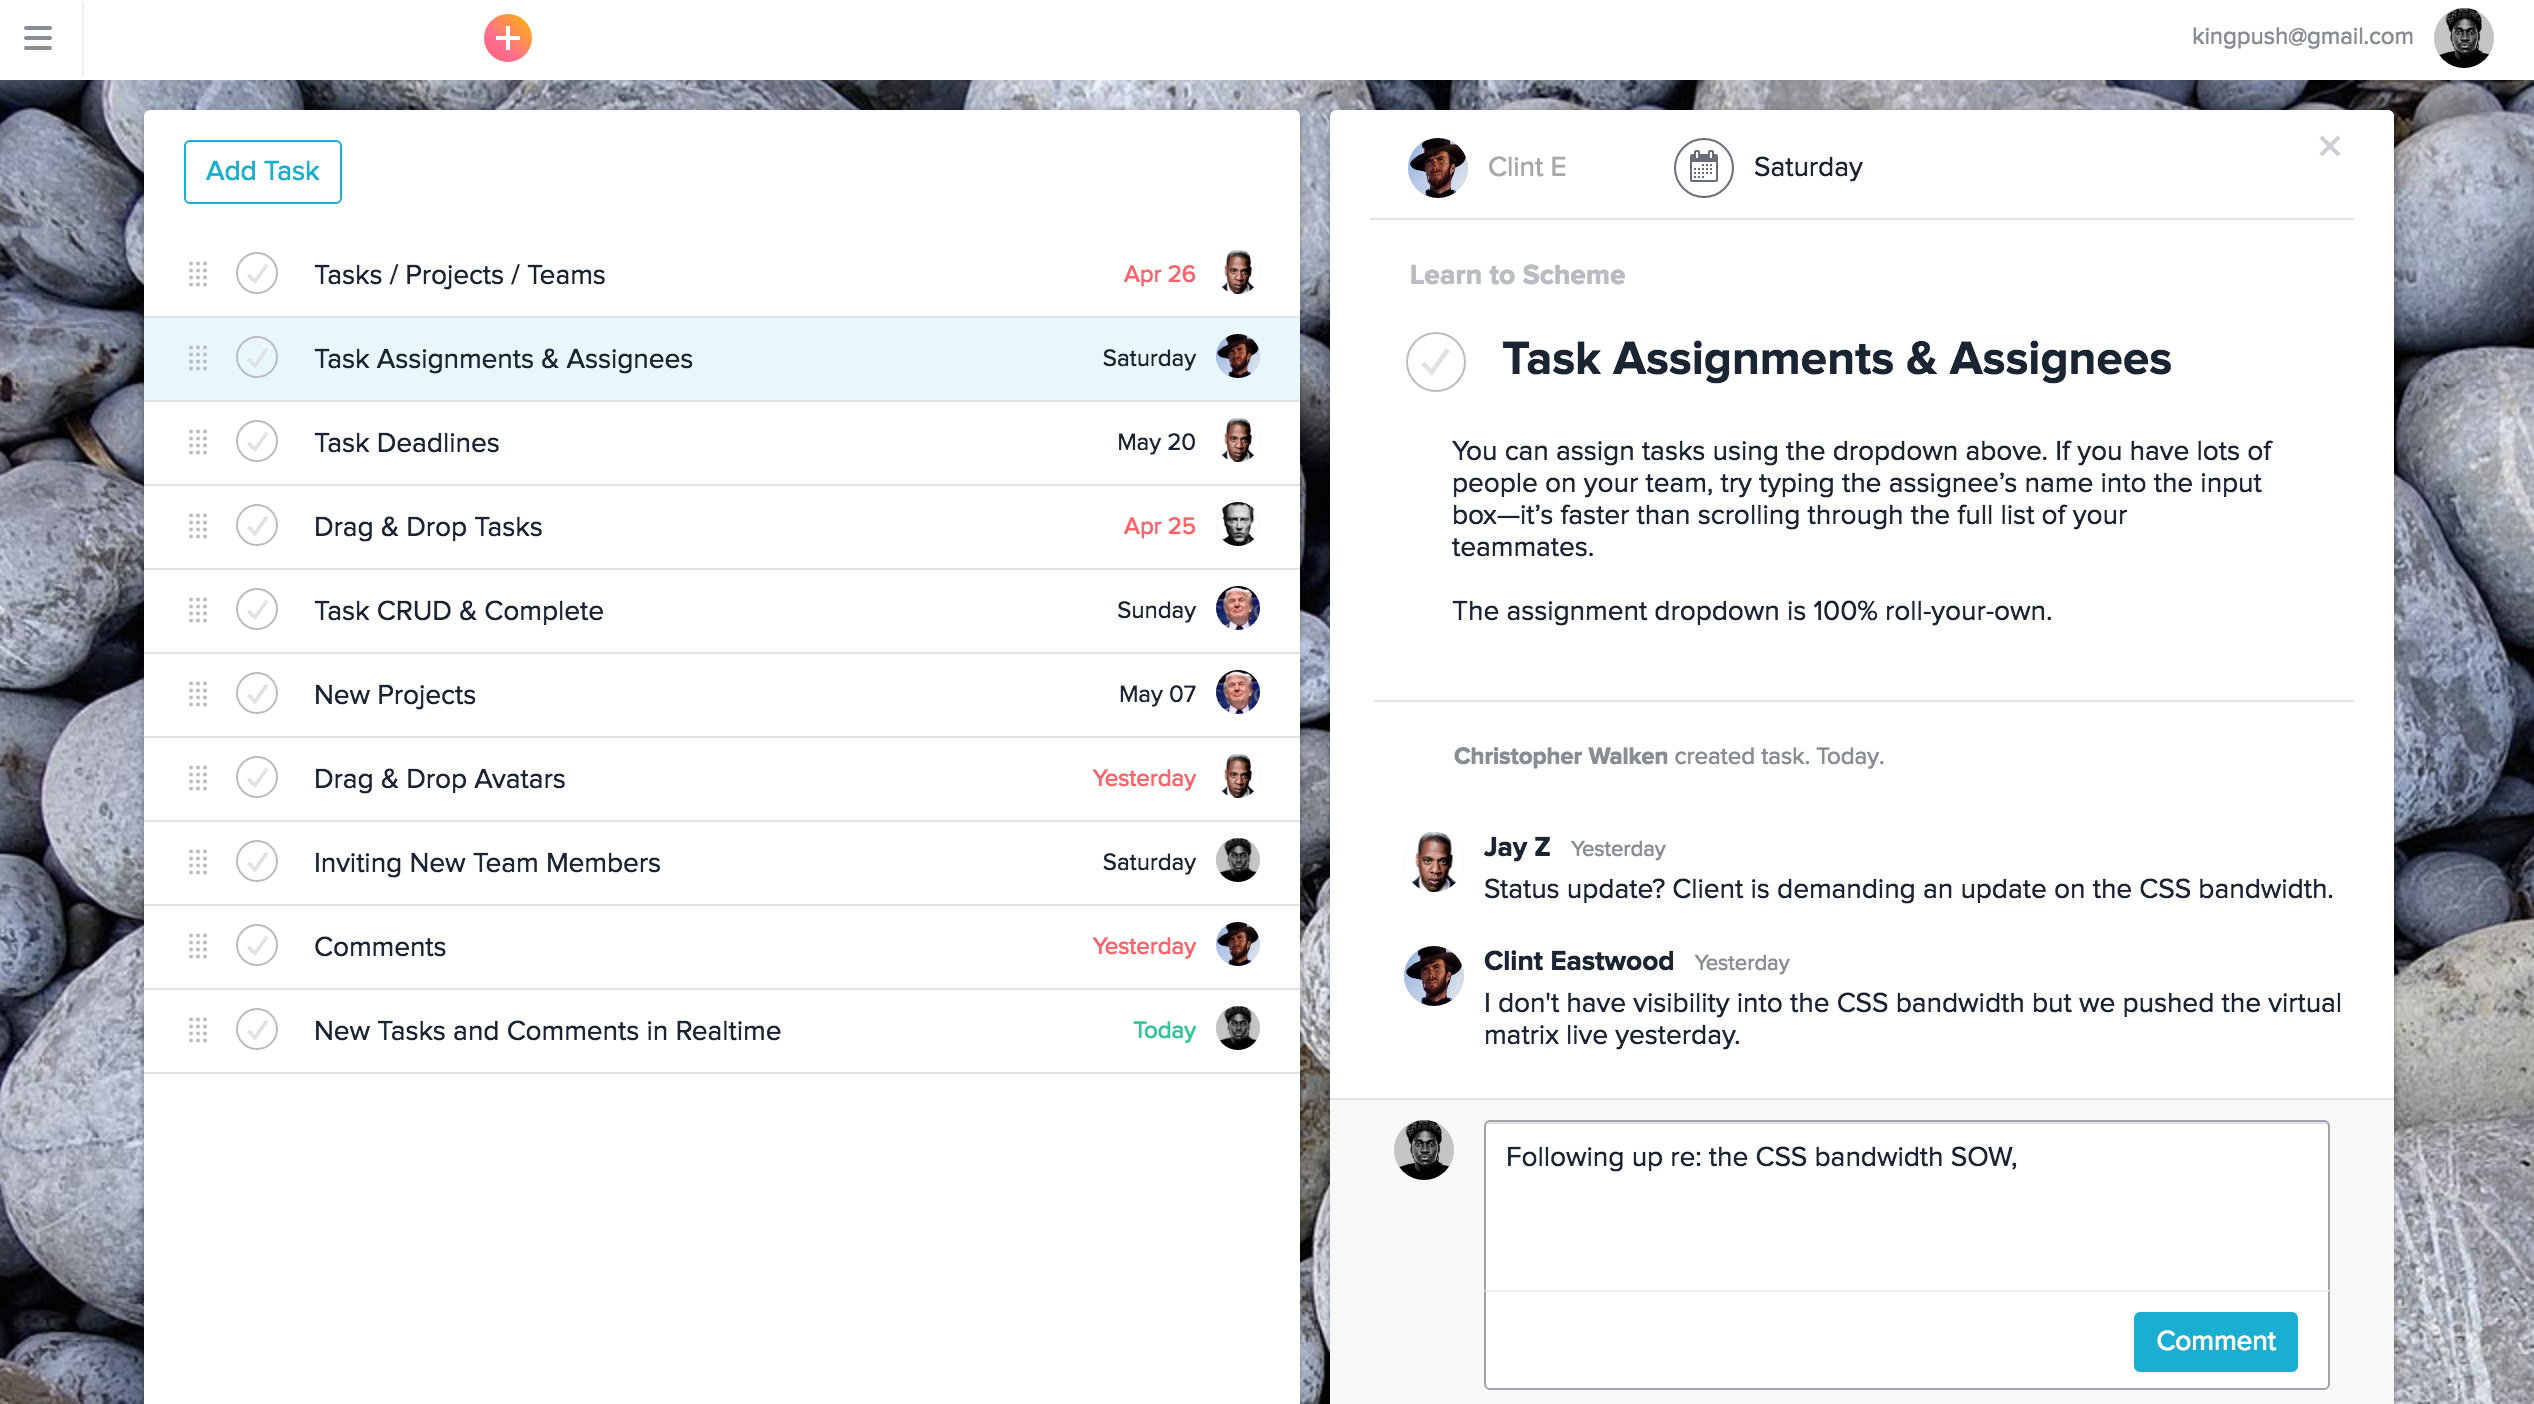 kingpush@gmail.com
Add Task
Tasks / Projects / Teams
Apr 26
Task Assignments & Assignees
Saturday
Task Deadlines
May 20
Drag & Drop Tasks
Apr 25
Task CRUD & Complete
Sunday
New Projects
May 07
Drag & Drop Avatars
Yesterday
Inviting New Team Members
Saturday
Comments
Yesterday
New Tasks and Comments in Realtime
Today
Clint E
Saturday
Learn to Scheme
Task Assignments & Assignees
You can assign tasks using the dropdown above. If you have lots of
people on your team, try typing the assignee’s name into the input
box—it’s faster than scrolling through the full list of your
teammates.
The assignment dropdown is 100% roll-your-own.
Christopher Walken created task. Today.
Jay Z Yesterday
Status update? Client is demanding an update on the CSS bandwidth.
Clint Eastwood Yesterday
I don't have visibility into the CSS bandwidth but we pushed the virtual
matrix live yesterday.
Following up re: the CSS bandwidth SOW,
Comment